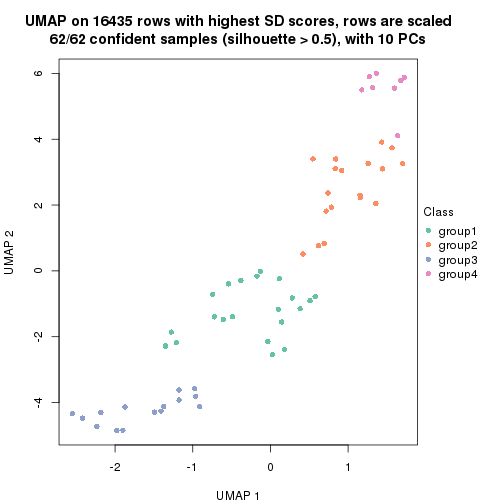 UMAP on 16435 rows with highest SD scores, rows are scaled
62/62 confident samples (silhouette > 0.5), with 10 PCs
6
4
2
0
-2
-4
UMAP 2
-2
-1
0
1
UMAP 1
Class
group1
group2
group3
group4